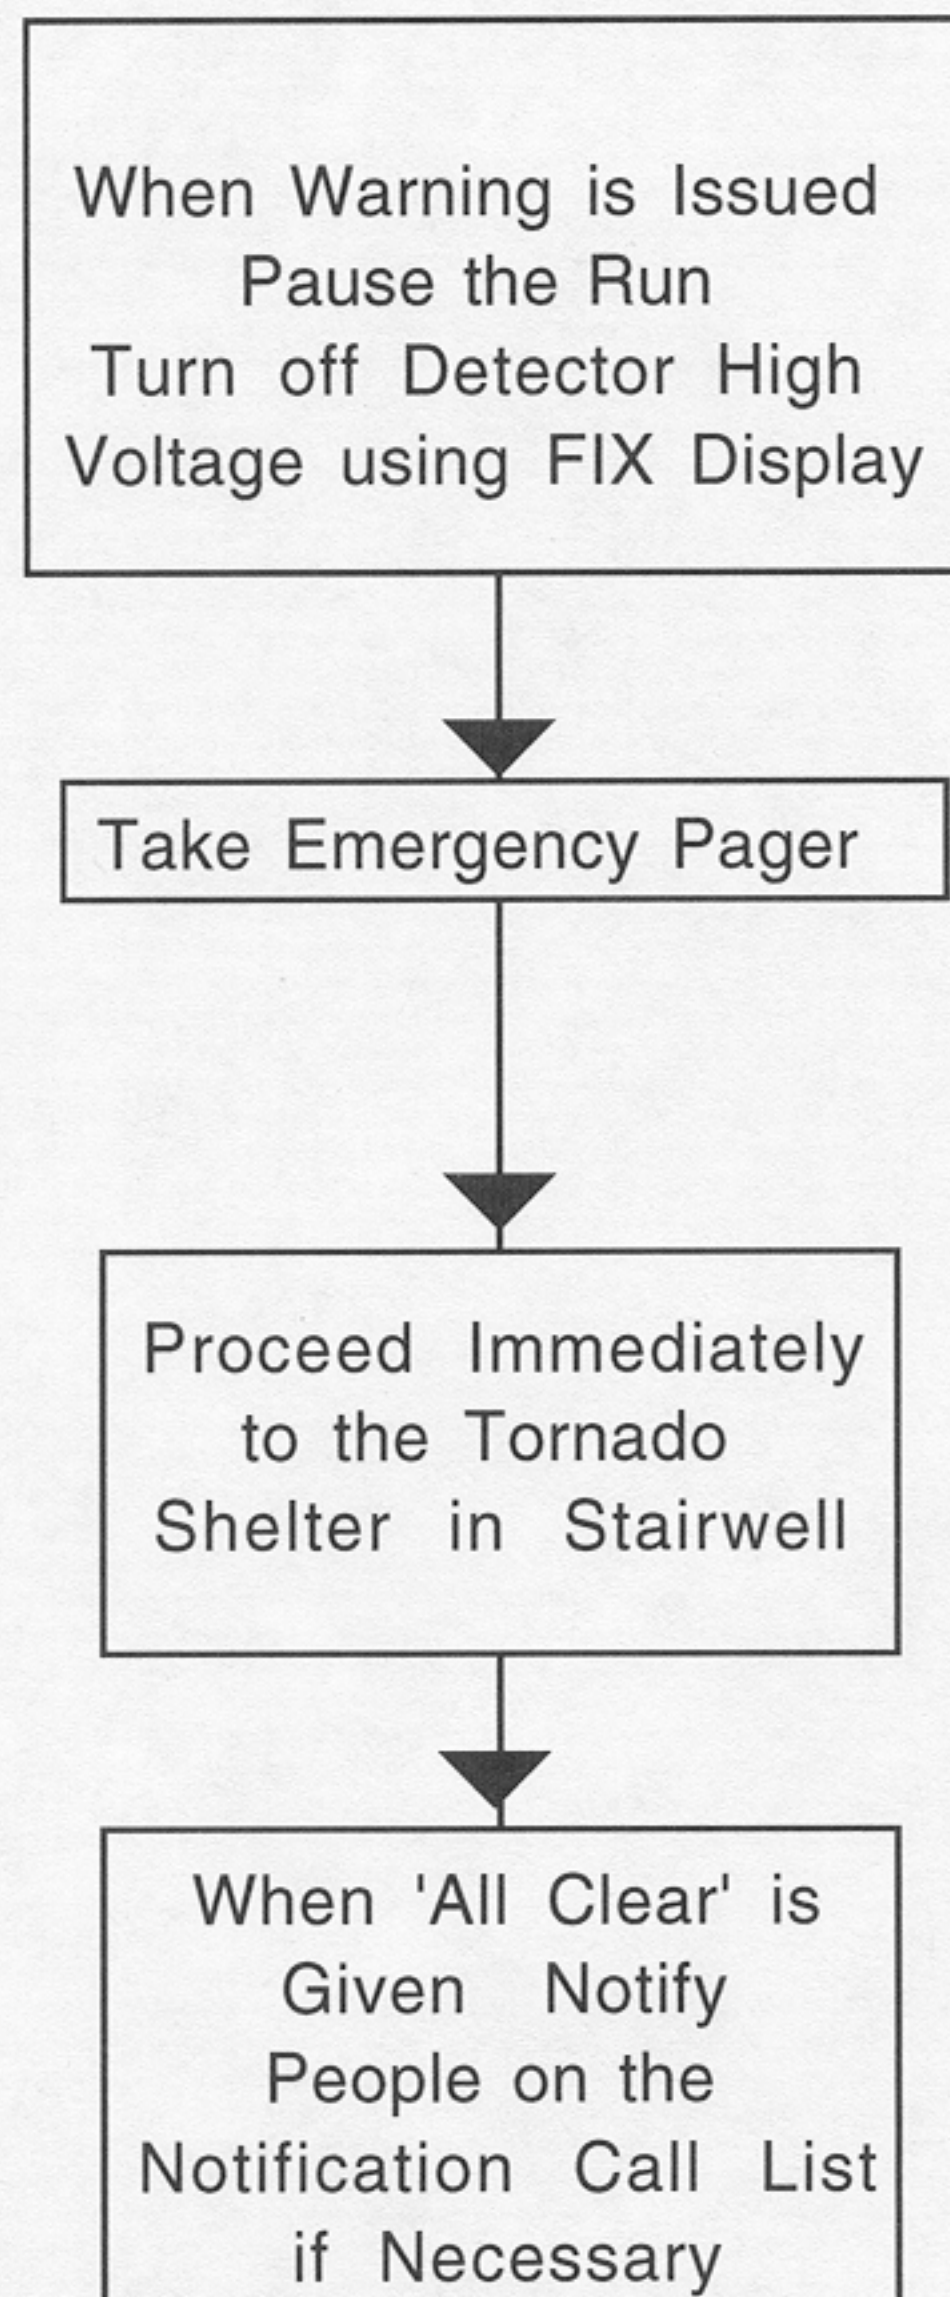 When Warning is Issued
Pause the Run
Turn off Detector High
Voltage using FIX Display
Take Emergency Pager
Proceed Immediately
to the Tornado
Shelter in Stairwell
When 'All Clear' is
Given Notify
People on the
Notification Call List
if Necessary